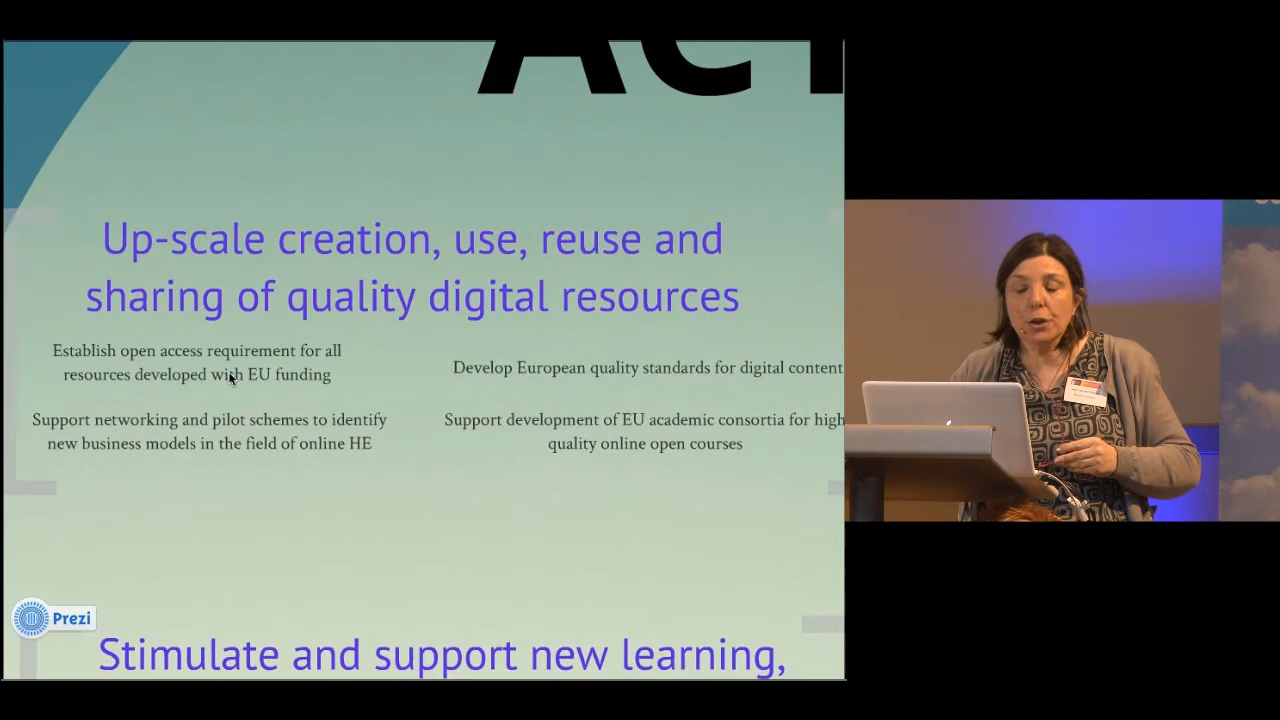 ACT
Up-scale creation, use, reuse and
sharing of quality digital resources
Establish open access requirement for all
resources developed with EU funding
Develop European quality standards for digital content
Support networking and pilot schemes to identify
new business models in the field of online HE
Support development of EU academic consortia for high
quality online open courses
Prezi
Stimulate and support new learning,